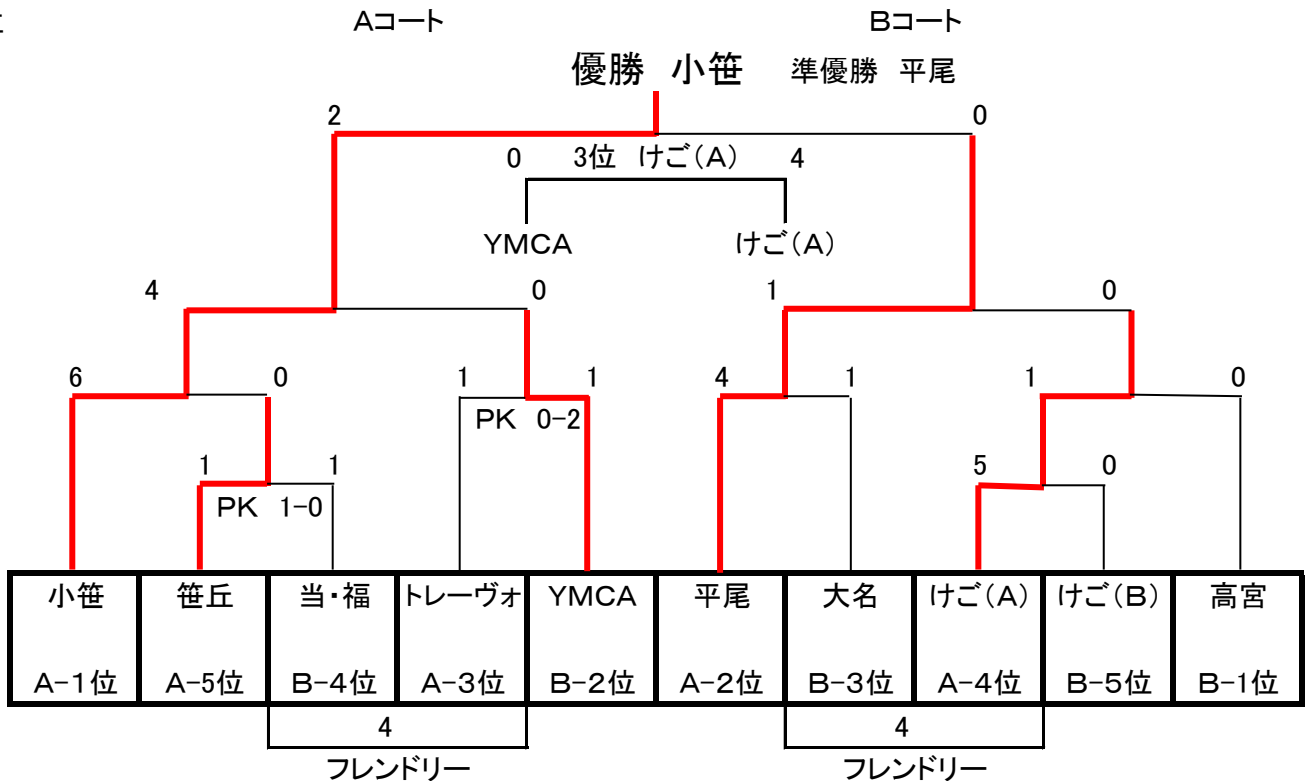 Aコート Bコート
優勝 小笹 準優勝 平尾
2 0
0 3位 けご(A) 4
YMCA けご(A)
4 0 1 0
6 0 1 1 4 1 1 0
PK 0-2
1 1 5 0
PK 1-0
小笹 笹丘 当・福 トレーヴォ YMCA 平尾 大名 けご(A) けご(B) 高宮
A-1位 A-5位 B-4位 A-3位 B-2位 A-2位 B-3位 A-4位 B-5位 B-1位
4 4
フレンドリー フレンドリー